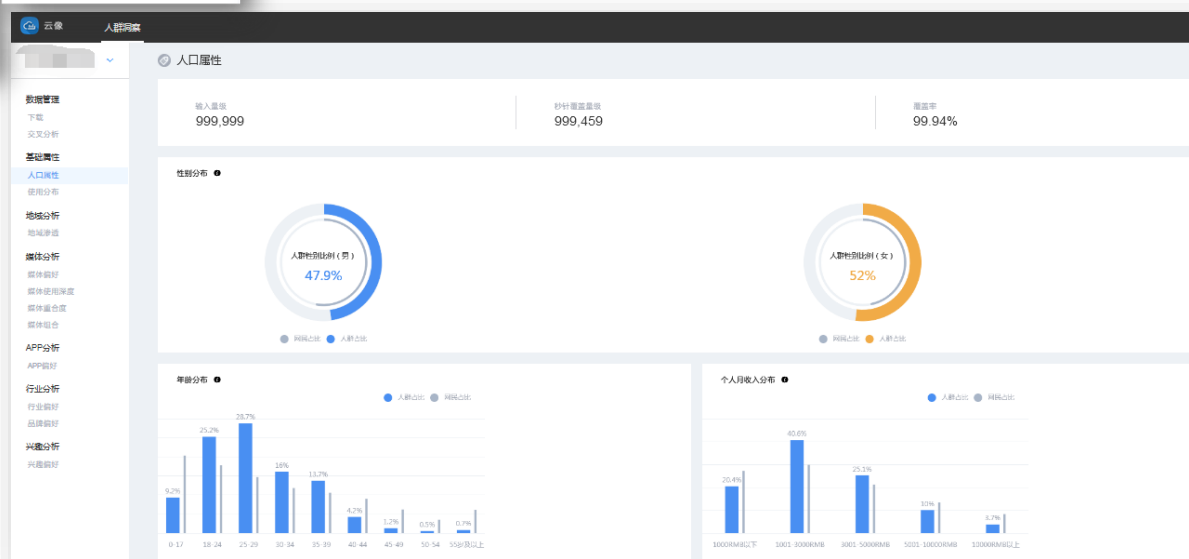 云像
人群洞察
人口属性
数据管理
下载
交叉分析
基础属性
人口属性
使用分布
地域分析
地域渗透
媒体分析
媒体偏好
媒体使用深度
媒体重合度
媒体组合
APP分析
APP偏好
行业分析
行业偏好
品牌偏好
兴趣分析
兴趣偏好
输入量级
999,999
秒针覆盖量级
999,459
覆盖率
99.94%
性别分布
人群性别比例(男)
47.9%
网民占比 人群占比
人群性别比例(女)
52%
网民占比 人群占比
年龄分布
人群占比 网民占比
9.2% 25.2% 28.7% 16% 13.7% 4.2% 1.2% 0.5% 0.7%
0-17 18-24 25-29 30-34 35-39 40-44 45-49 50-54 55岁及以上
个人月收入分布
人群占比 网民占比
20.4% 40.6% 25.1% 10% 3.7%
1000RMB以下 1001-3000RMB 3001-5000RMB 5001-10000RMB 10000RMB以上